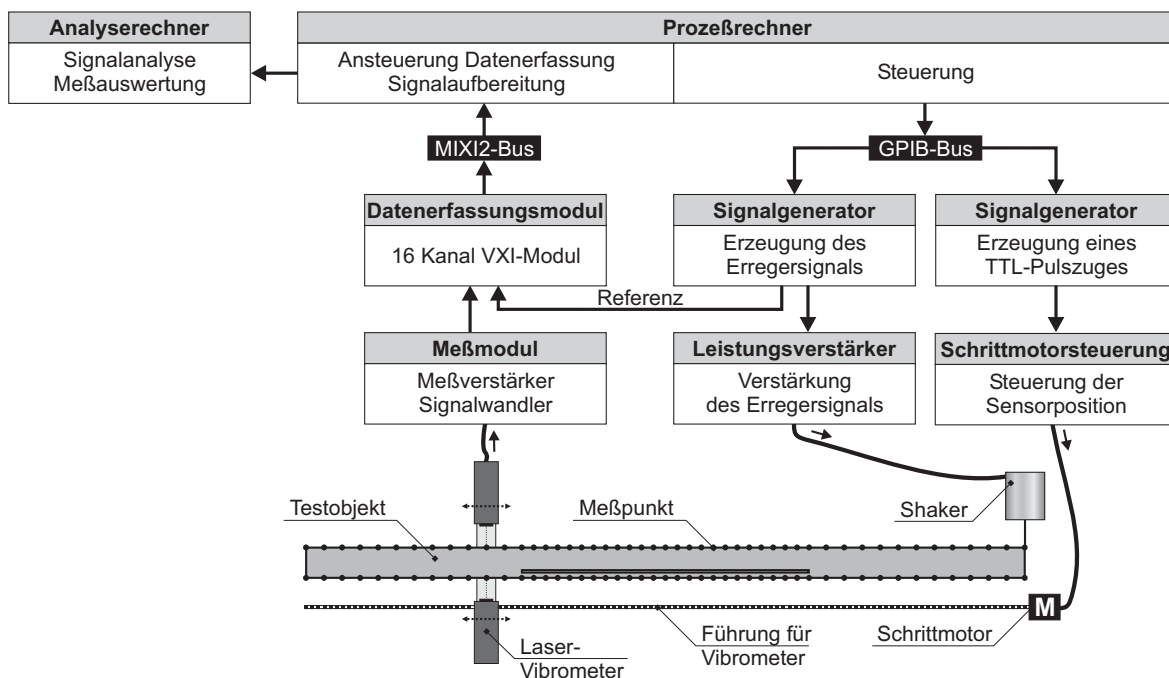 Analyserechner
Signalanalyse
Meßauswertung
Prozeßrechner
Ansteuerung Datenerfassung
Signalaufbereitung
Steuerung
MIXI2-Bus
GPIB-Bus
Datenerfassungsmodul
16 Kanal VXI-Modul
Signalgenerator
Erzeugung des
Erregersignals
Signalgenerator
Erzeugung eines
TTL-Pulszuges
Referenz
Meßmodul
Meßverstärker
Signalwandler
Leistungsverstärker
Verstärkung
des Erregersignals
Schrittmotorsteuerung
Steuerung der
Sensorposition
Testobjekt
Meßpunkt
Shaker
M
Laser-
Vibrometer
Führung für
Vibrometer
Schrittmotor